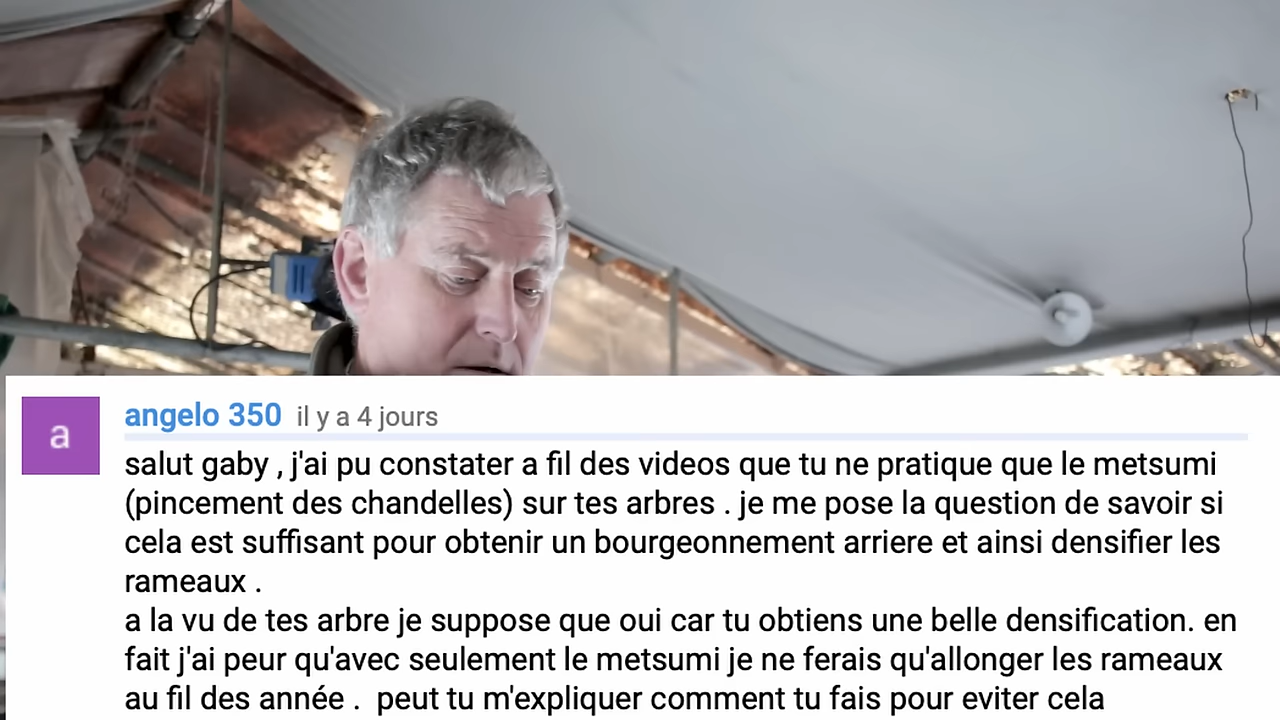 a
angelo 350 il y a 4 jours
salut gaby , j'ai pu constater a fil des videos que tu ne pratique que le metsumi
(pincement des chandelles) sur tes arbres . je me pose la question de savoir si
cela est suffisant pour obtenir un bourgeonnement arriere et ainsi densifier les
rameaux .
a la vu de tes arbre je suppose que oui car tu obtiens une belle densification. en
fait j'ai peur qu'avec seulement le metsumi je ne ferais qu'allonger les rameaux
au fil des année .  peut tu m'expliquer comment tu fais pour eviter cela